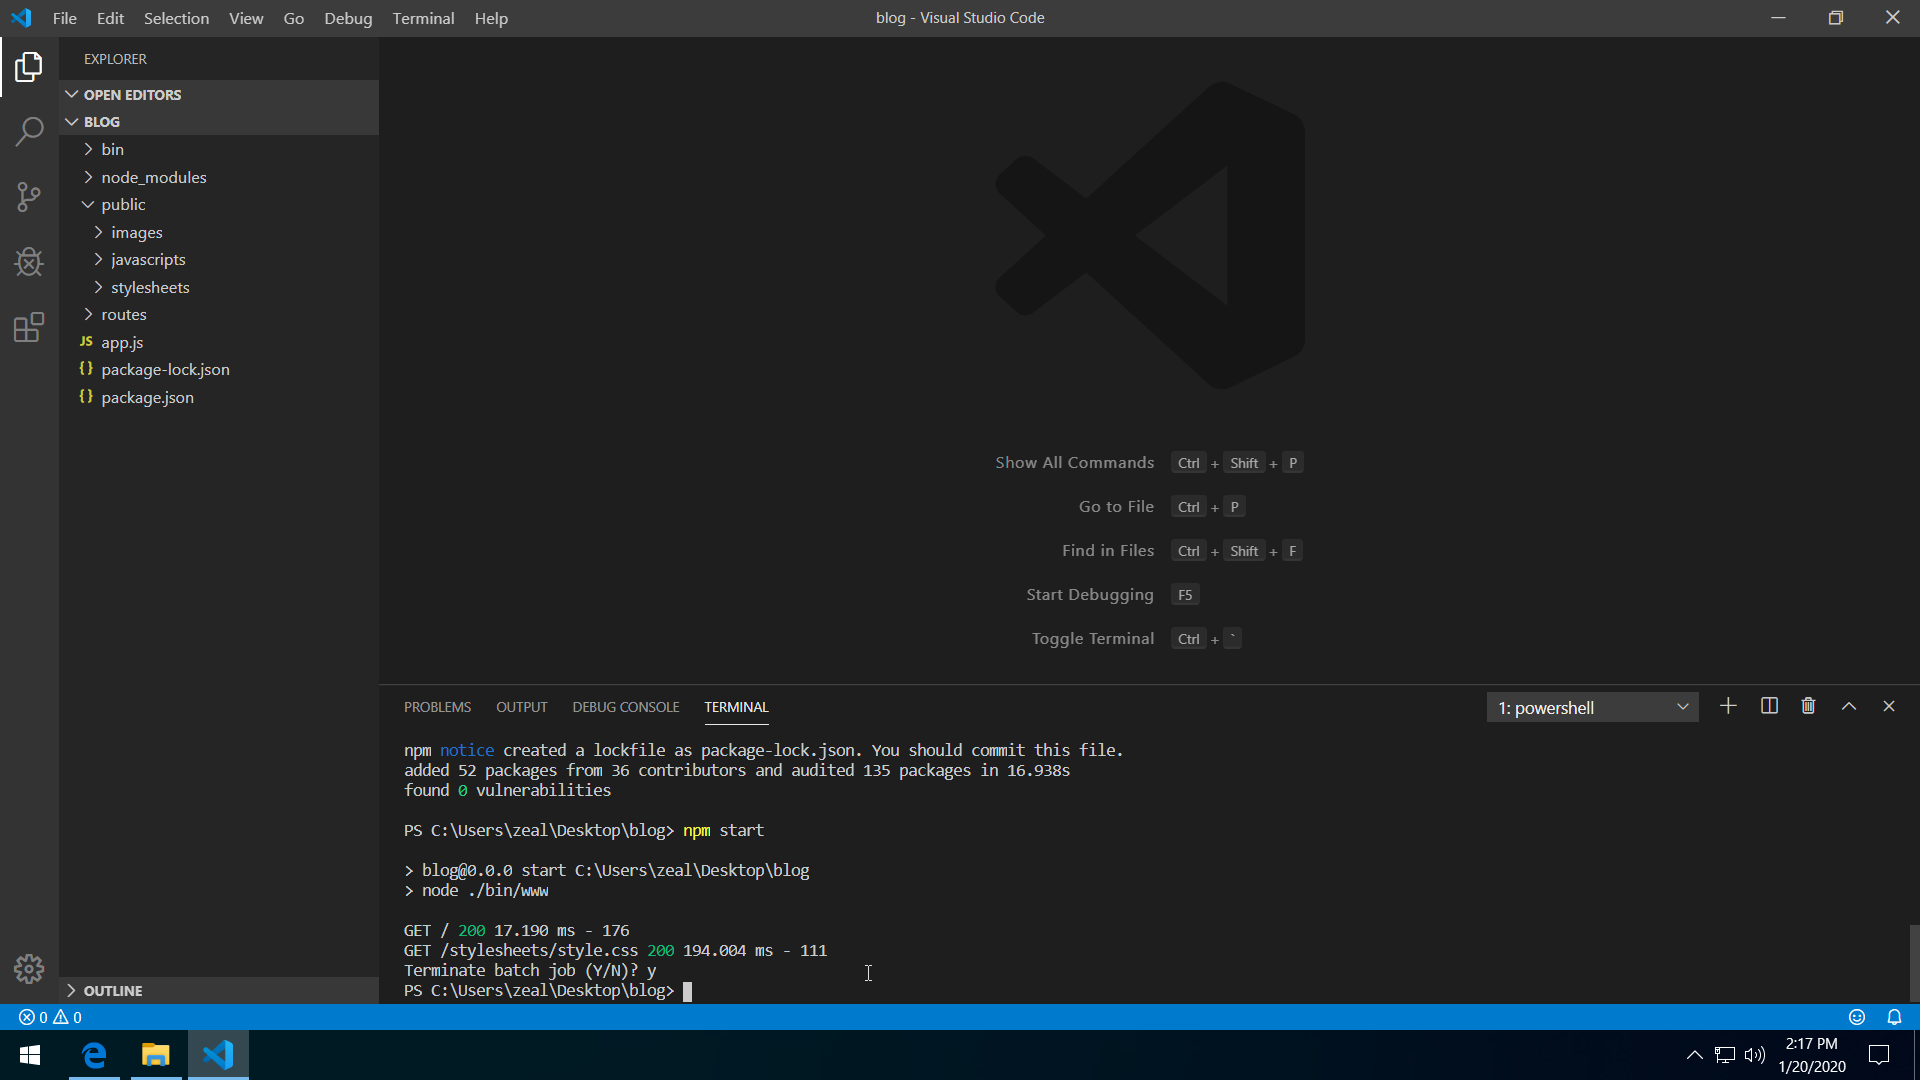 File Edit Selection View Go Debug Terminal Help
blog - Visual Studio Code
EXPLORER
OPEN EDITORS
BLOG
bin
node_modules
public
images
javascripts
stylesheets
routes
JS app.js
{} package-lock.json
{} package.json
OUTLINE
Show All Commands Ctrl + Shift + P
Go to File Ctrl + P
Find in Files Ctrl + Shift + F
Start Debugging F5
Toggle Terminal Ctrl + `
PROBLEMS OUTPUT DEBUG CONSOLE TERMINAL
1: powershell
npm notice created a lockfile as package-lock.json. You should commit this file.
added 52 packages from 36 contributors and audited 135 packages in 16.938s
found 0 vulnerabilities
PS C:\Users\zeal\Desktop\blog> npm start
> blog@0.0.0 start C:\Users\zeal\Desktop\blog
> node ./bin/www
GET / 200 17.190 ms - 176
GET /stylesheets/style.css 200 194.004 ms - 111
Terminate batch job (Y/N)? y
PS C:\Users\zeal\Desktop\blog>
0 0
2:17 PM
1/20/2020